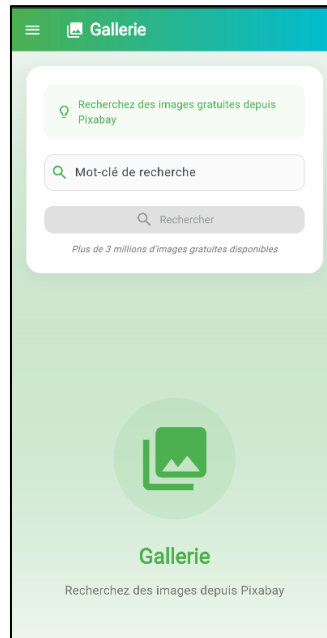 Gallerie
Recherchez des images gratuites depuis
Pixabay
Mot-clé de recherche
Rechercher
Plus de 3 millions d'images gratuites disponibles
Gallerie
Recherchez des images depuis Pixabay